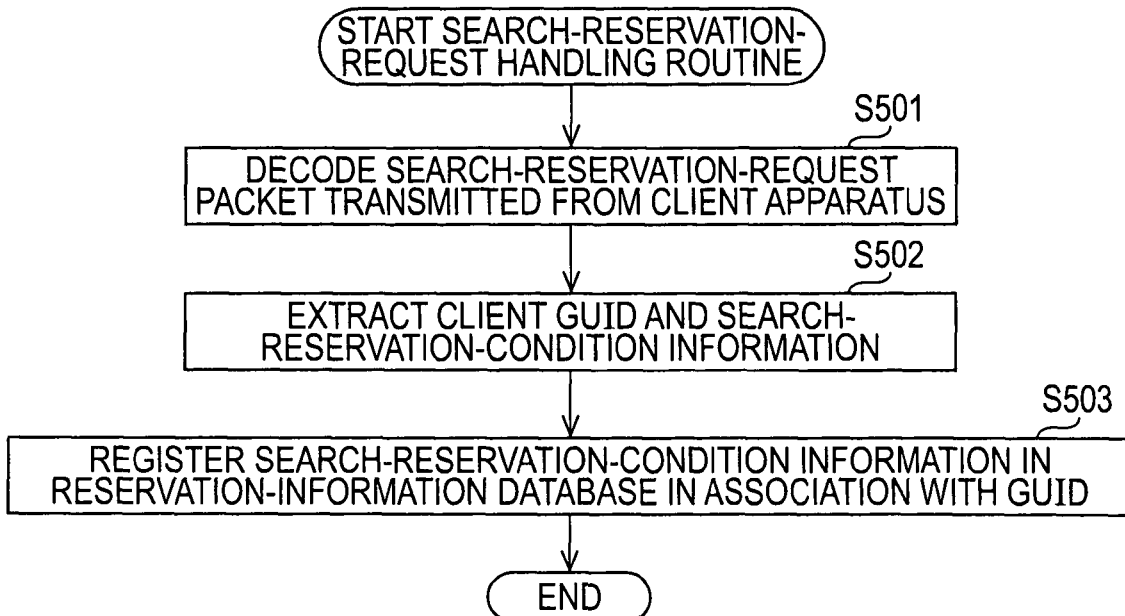 START SEARCH-RESERVATION-
REQUEST HANDLING ROUTINE
S501
DECODE SEARCH-RESERVATION-REQUEST
PACKET TRANSMITTED FROM CLIENT APPARATUS
S502
EXTRACT CLIENT GUID AND SEARCH-
RESERVATION-CONDITION INFORMATION
S503
REGISTER SEARCH-RESERVATION-CONDITION INFORMATION IN
RESERVATION-INFORMATION DATABASE IN ASSOCIATION WITH GUID
END